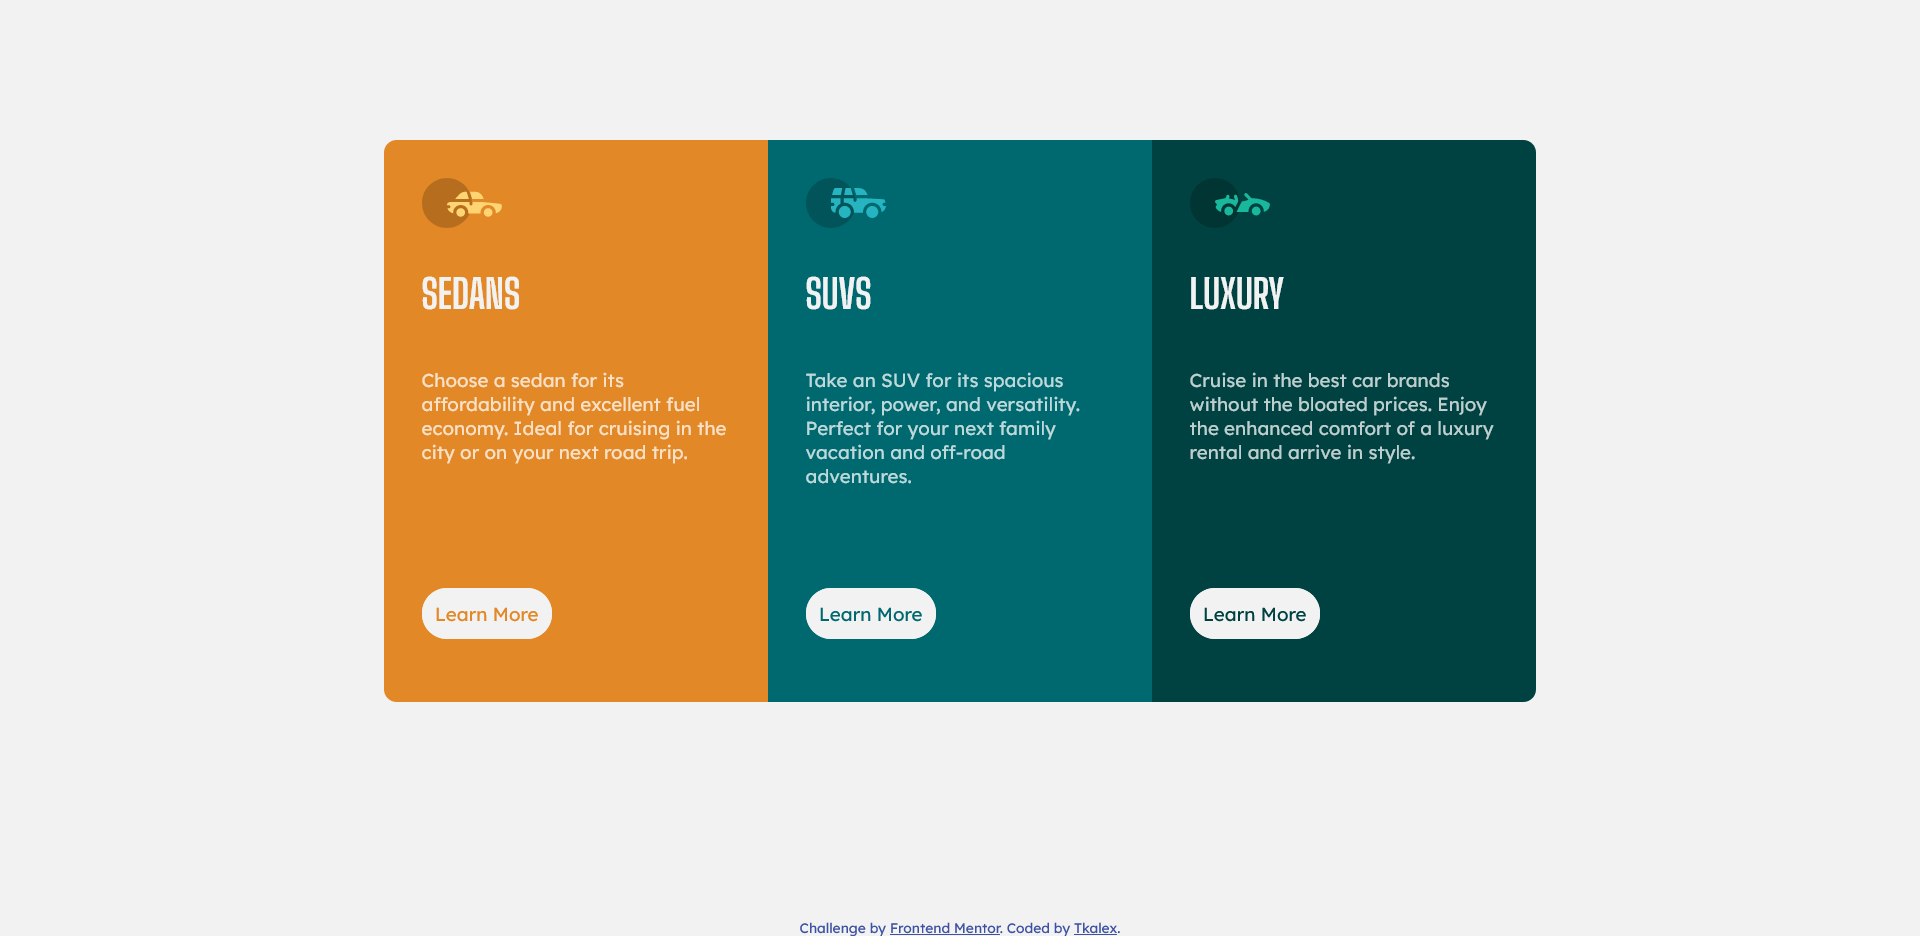 SEDANS
Choose a sedan for its
affordability and excellent fuel
economy. Ideal for cruising in the
city or on your next road trip.
Learn More
SUVS
Take an SUV for its spacious
interior, power, and versatility.
Perfect for your next family
vacation and off-road
adventures.
Learn More
LUXURY
Cruise in the best car brands
without the bloated prices. Enjoy
the enhanced comfort of a luxury
rental and arrive in style.
Learn More
Challenge by Frontend Mentor. Coded by Tkalex.